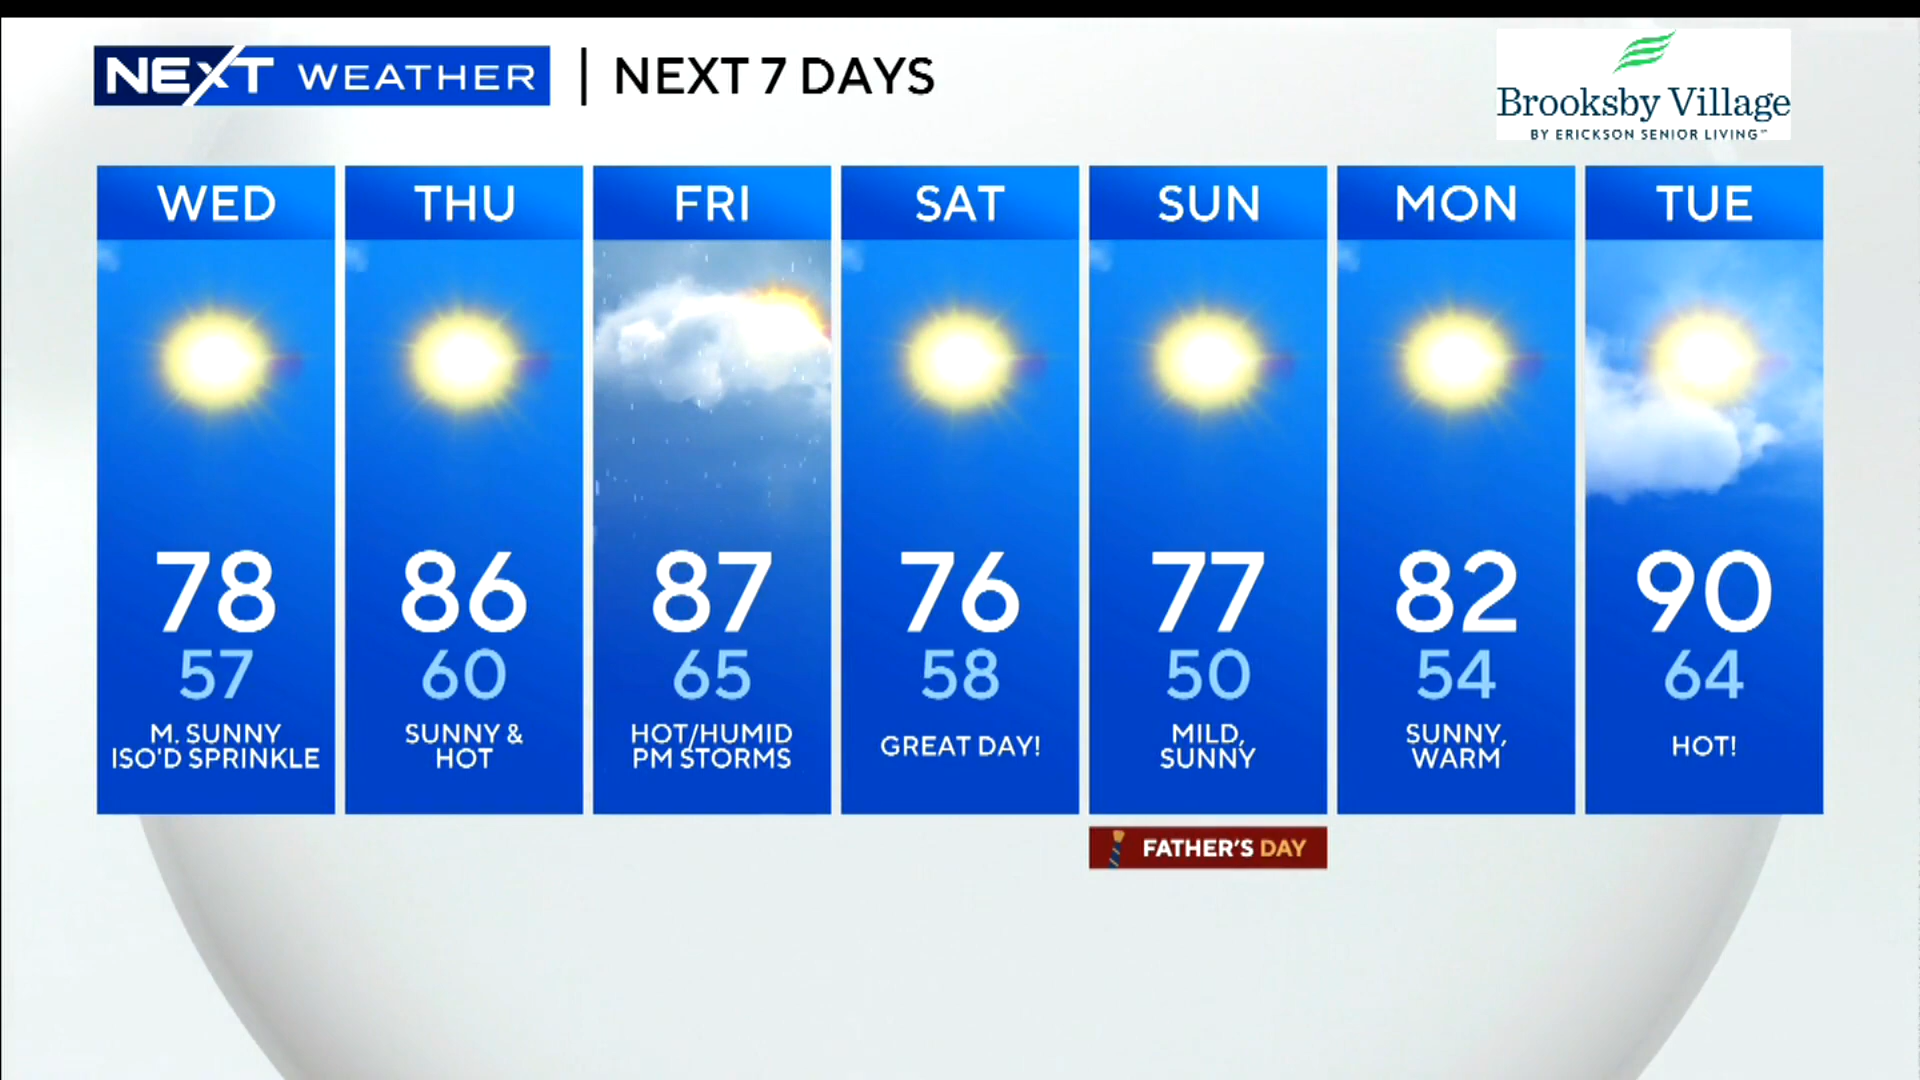 NEXT WEATHER | NEXT 7 DAYS
Brooksby Village
BY ERICKSON SENIOR LIVING℠
WED
78
57
M. SUNNY
ISO'D SPRINKLE
THU
86
60
SUNNY &
HOT
FRI
87
65
HOT/HUMID
PM STORMS
SAT
76
58
GREAT DAY!
SUN
77
50
MILD,
SUNNY
FATHER'S DAY
MON
82
54
SUNNY,
WARM
TUE
90
64
HOT!